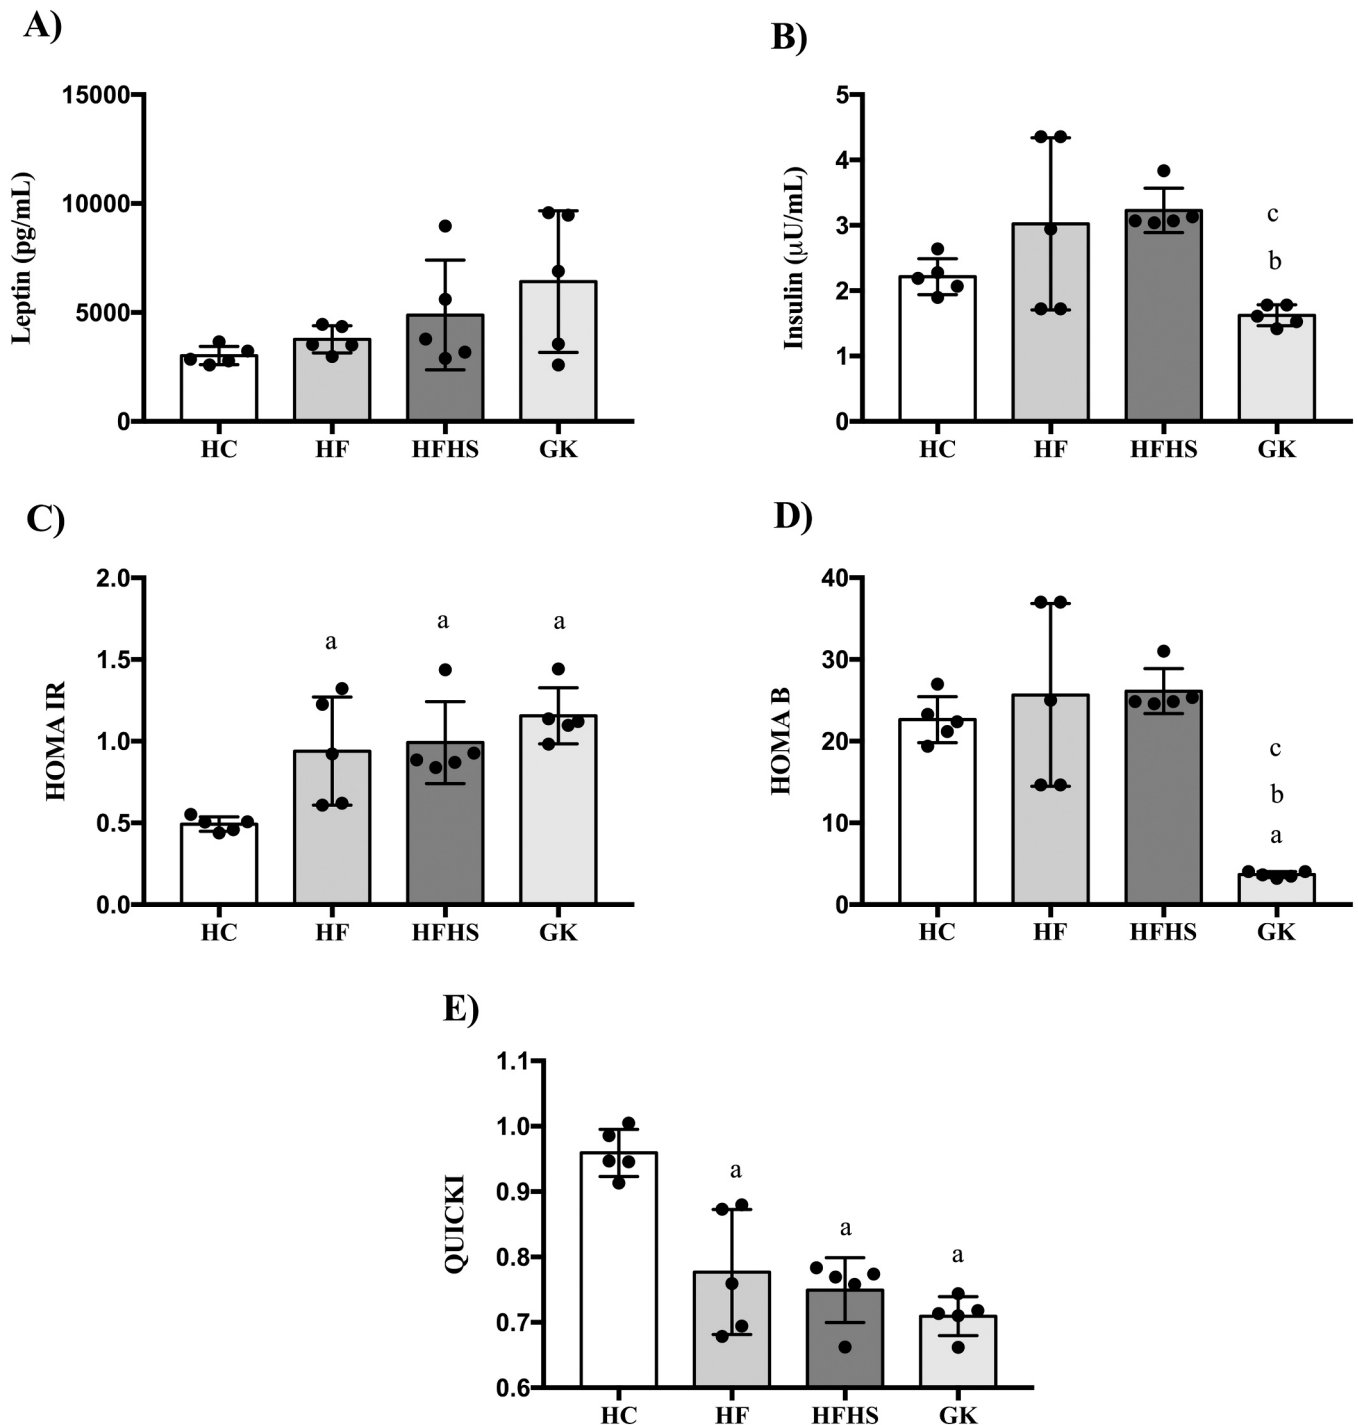 A)
Leptin (pg/mL)
15000
10000
5000
0
HC HF HFHS GK
B)
Insulin (μU/mL)
5
4
3
2
1
0
c
b
HC HF HFHS GK
C)
HOMA IR
2.0
1.5
1.0
0.5
0.0
a a a
HC HF HFHS GK
D)
HOMA B
40
30
20
10
0
c
b
a
HC HF HFHS GK
E)
QUICKI
1.1
1.0
0.9
0.8
0.7
0.6
a
a
a
HC HF HFHS GK